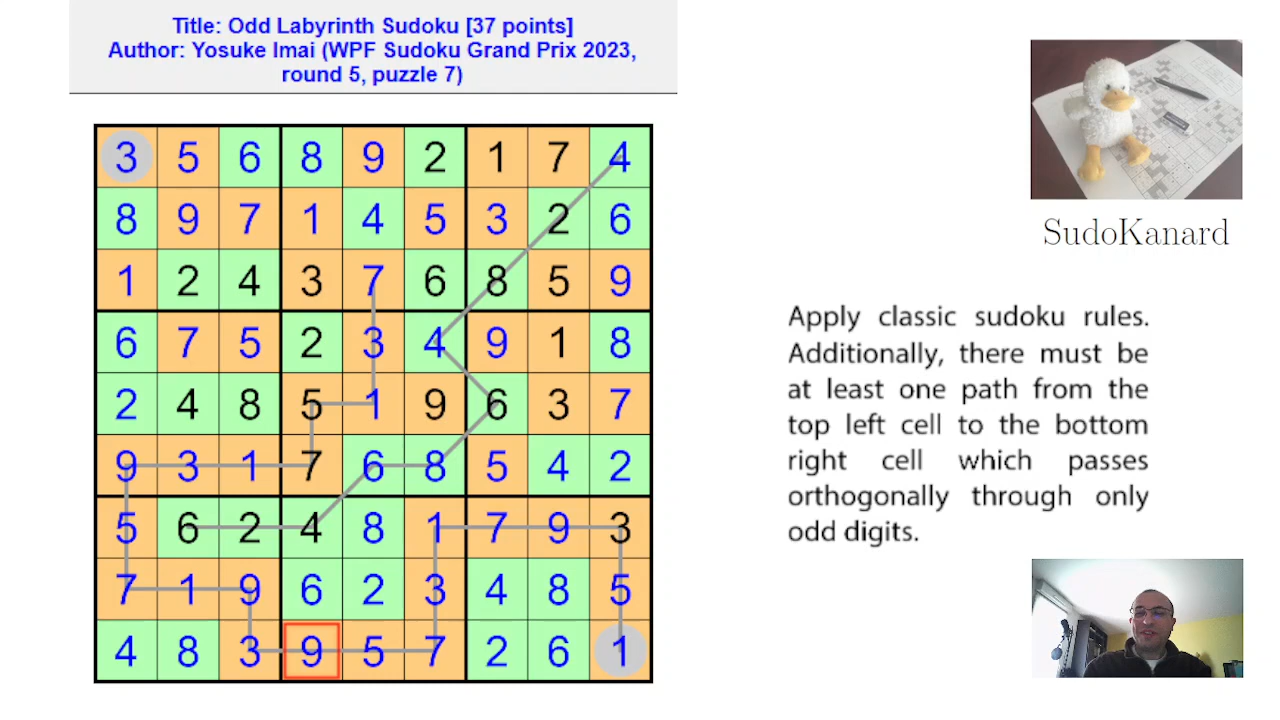 Title: Odd Labyrinth Sudoku [37 points]
Author: Yosuke Imai (WPF Sudoku Grand Prix 2023,
round 5, puzzle 7)
3 5 6 8 9 2 1 7 4
8 9 7 1 4 5 3 2 6
1 2 4 3 7 6 8 5 9
6 7 5 2 3 4 9 1 8
2 4 8 5 1 9 6 3 7
9 3 1 7 6 8 5 4 2
5 6 2 4 8 1 7 9 3
7 1 9 6 2 3 4 8 5
4 8 3 9 5 7 2 6 1
SudoKanard
Apply classic sudoku rules.
Additionally, there must be
at least one path from the
top left cell to the bottom
right cell which passes
orthogonally through only
odd digits.